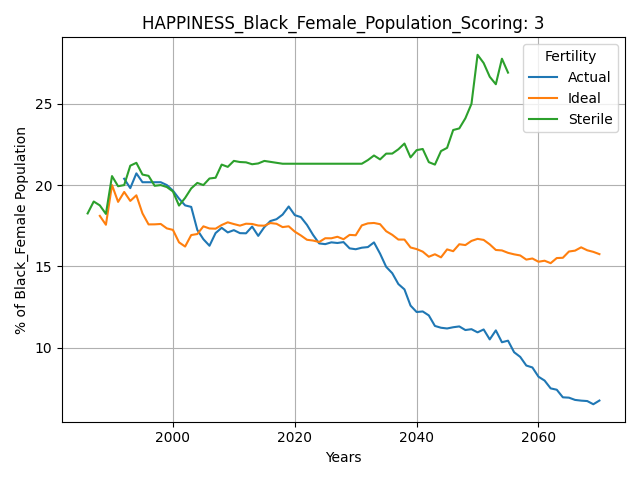 HAPPINESS_Black_Female_Population_Scoring: 3
Fertility
Actual
Ideal
Sterile
% of Black_Female Population
25
20
15
10
2000
2020
2040
2060
Years